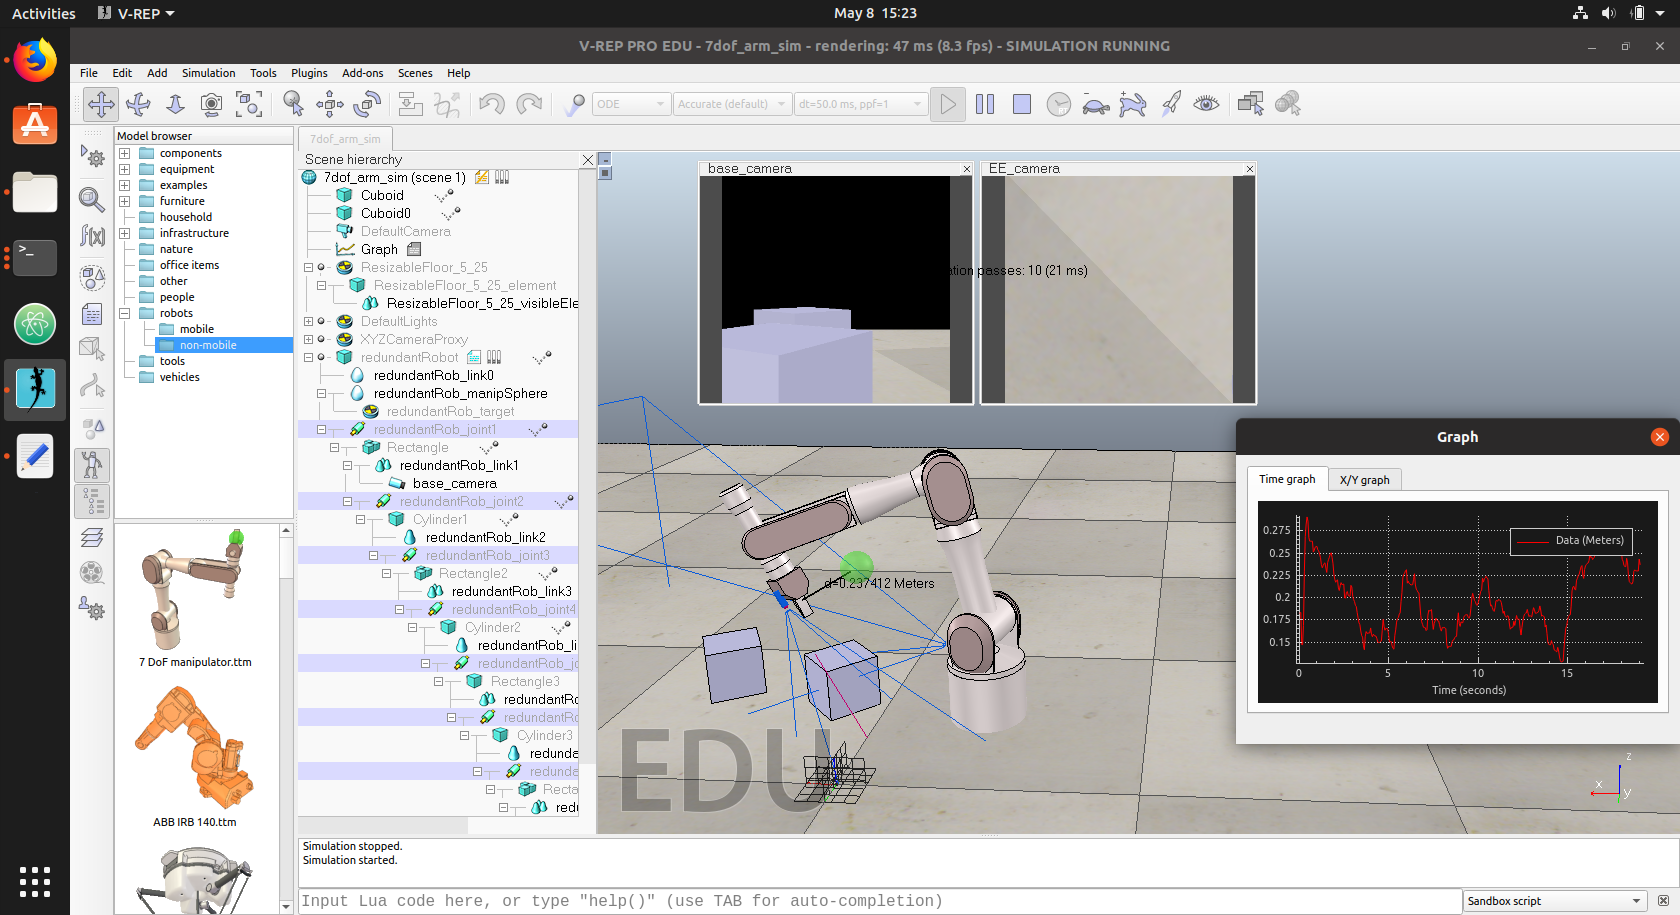 Activities
V-REP
May 8 15:23
V-REP PRO EDU - 7dof_arm_sim - rendering: 47 ms (8.3 fps) - SIMULATION RUNNING
File Edit Add Simulation Tools Plugins Add-ons Scenes Help
ODE
Accurate (default)
dt=50.0 ms, ppf=1
Model browser
components
equipment
examples
furniture
household
infrastructure
nature
office items
other
people
robots
mobile
non-mobile
tools
vehicles
7 DoF manipulator.ttm
ABB IRB 140.ttm
7dof_arm_sim
Scene hierarchy
7dof_arm_sim (scene 1)
Cuboid
Cuboid0
DefaultCamera
Graph
ResizableFloor_5_25
ResizableFloor_5_25_element
ResizableFloor_5_25_visibleEle
DefaultLights
XYZCameraProxy
redundantRobot
redundantRob_link0
redundantRob_manipSphere
redundantRob_target
redundantRob_joint1
Rectangle
redundantRob_link1
base_camera
redundantRob_joint2
Cylinder1
redundantRob_link2
redundantRob_joint3
Rectangle2
redundantRob_link3
redundantRob_joint4
Cylinder2
redundantRob_li
redundantRob_jo
Rectangle3
redundantRo
redundantRo
Cylinder3
redunda
redunda
Recta
redu
base_camera
EE_camera
ation passes: 10 (21 ms)
d=0.237412 Meters
EDU
z
x
y
Graph
Time graph
X/Y graph
Data (Meters)
0.275
0.25
0.225
0.2
0.175
0.15
0 5 10 15
Time (seconds)
Simulation stopped.
Simulation started.
Input Lua code here, or type "help()" (use TAB for auto-completion)
Sandbox script